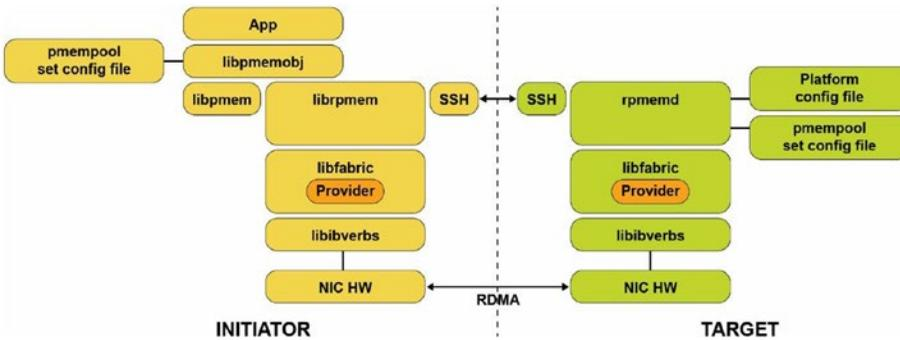 App
pmempool
set config file
libpmemobj
libpmem
librpmem
SSH
SSH
rpmemd
Platform
config file
pmempool
set config file
libfabric
Provider
libfabric
Provider
libibverbs
libibverbs
NIC HW
NIC HW
RDMA
INITIATOR
TARGET